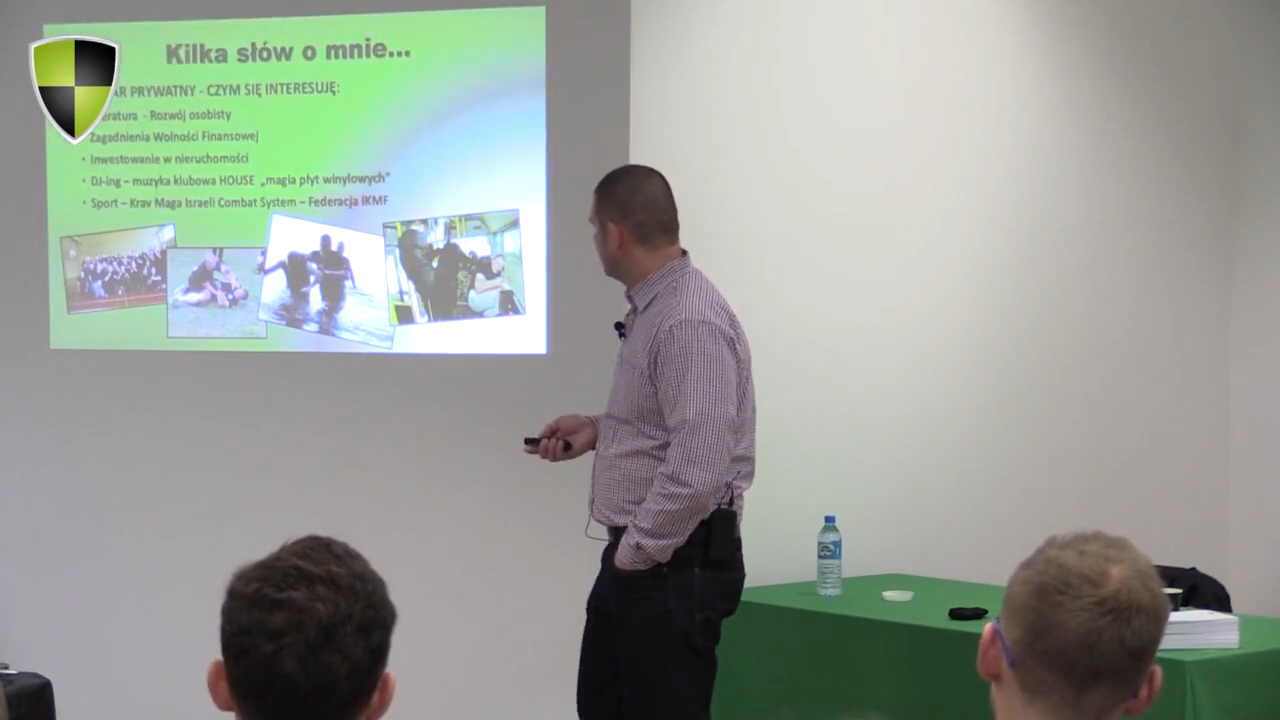 Kilka słów o mnie...
PRYWATNY - CZYM SIĘ INTERESUJĘ:
- Rozwój osobisty
Zagadnienia Wolności Finansowej
• Inwestowanie w nieruchomości
• DJ-ing – muzyka klubowa HOUSE „magia płyt winylowych"
• Sport – Krav Maga Israeli Combat System – Federacja IKMF